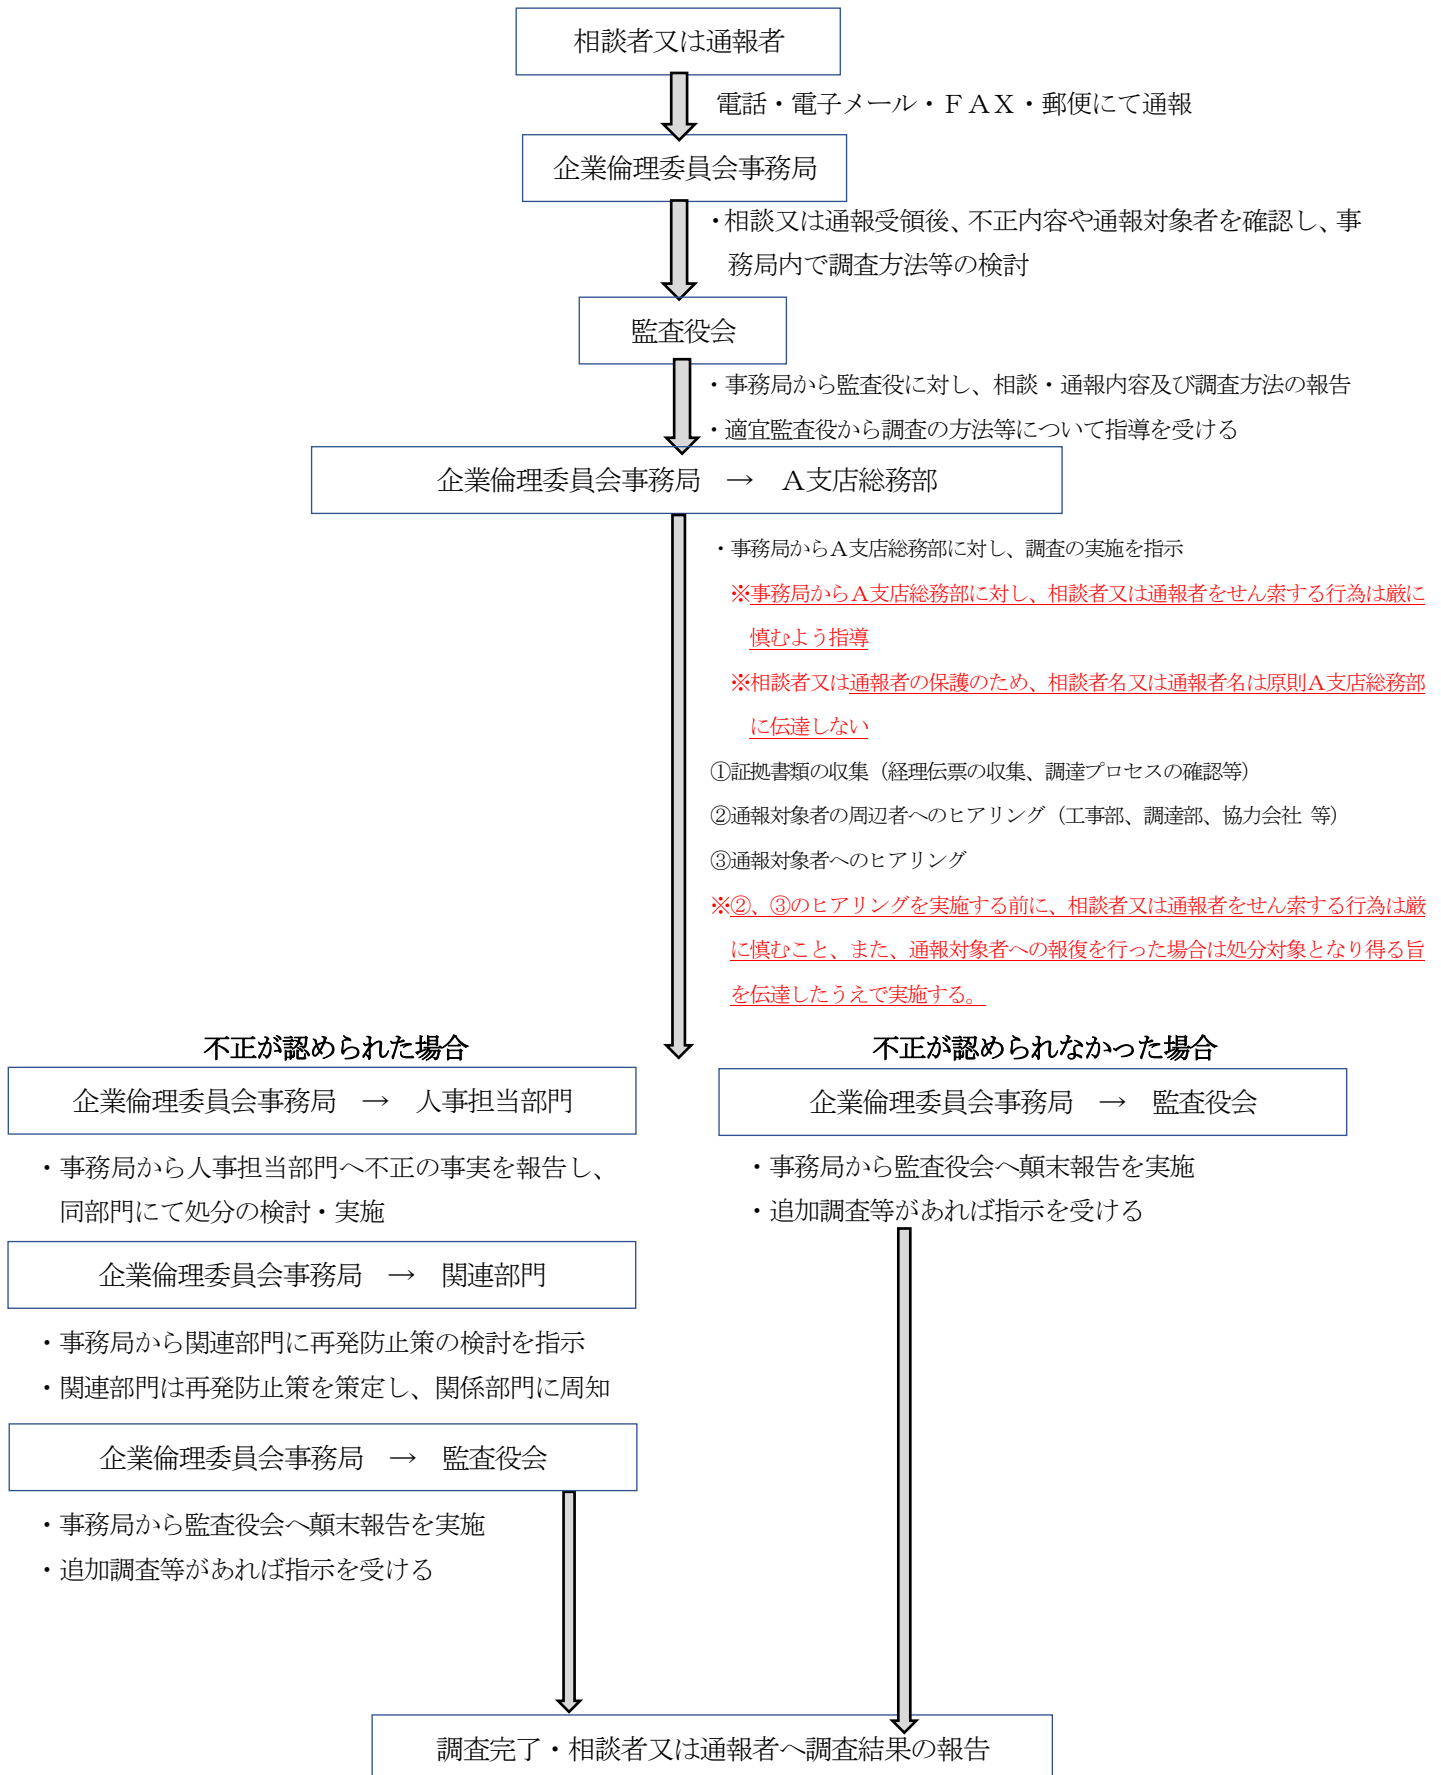 相談者又は通報者
電話・電子メール・ＦＡＸ・郵便にて通報
企業倫理委員会事務局
・相談又は通報受領後、不正内容や通報対象者を確認し、事
務局内で調査方法等の検討
監査役会
・事務局から監査役に対し、相談・通報内容及び調査方法の報告
・適宜監査役から調査の方法等について指導を受ける
企業倫理委員会事務局　→　Ａ支店総務部
・事務局からＡ支店総務部に対し、調査の実施を指示
※事務局からＡ支店総務部に対し、相談者又は通報者をせん索する行為は厳に
慎むよう指導
※相談者又は通報者の保護のため、相談者名又は通報者名は原則Ａ支店総務部
に伝達しない
①証拠書類の収集（経理伝票の収集、調達プロセスの確認等）
②通報対象者の周辺者へのヒアリング（工事部、調達部、協力会社 等）
③通報対象者へのヒアリング
※②、③のヒアリングを実施する前に、相談者又は通報者をせん索する行為は厳
に慎むこと、また、通報対象者への報復を行った場合は処分対象となり得る旨
を伝達したうえで実施する。
不正が認められた場合
企業倫理委員会事務局　→　人事担当部門
・事務局から人事担当部門へ不正の事実を報告し、
同部門にて処分の検討・実施
企業倫理委員会事務局　→　関連部門
・事務局から関連部門に再発防止策の検討を指示
・関連部門は再発防止策を策定し、関係部門に周知
企業倫理委員会事務局　→　監査役会
・事務局から監査役会へ顛末報告を実施
・追加調査等があれば指示を受ける
不正が認められなかった場合
企業倫理委員会事務局　→　監査役会
・事務局から監査役会へ顛末報告を実施
・追加調査等があれば指示を受ける
調査完了・相談者又は通報者へ調査結果の報告